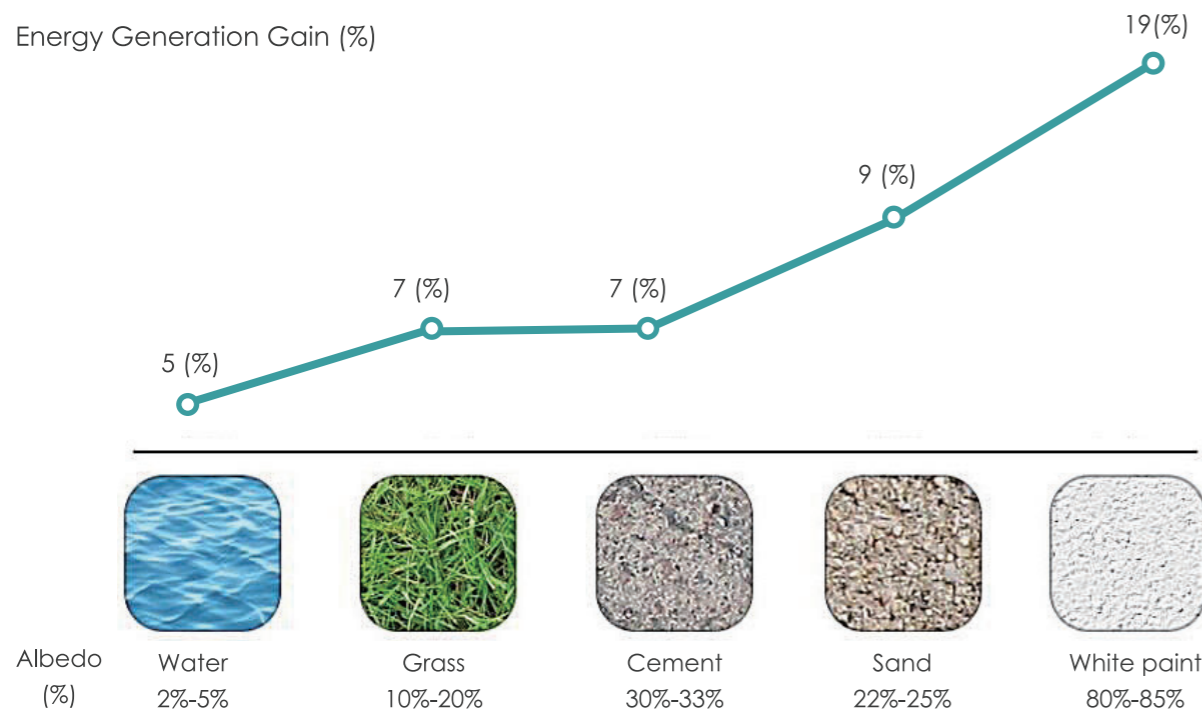 19(%)
Energy Generation Gain (%)
9 (%)
7 (%)
7 (%)
5 (%)
Albedo
(%)
Water
2%-5%
Grass
10%-20%
Cement
30%-33%
Sand
22%-25%
White paint
80%-85%